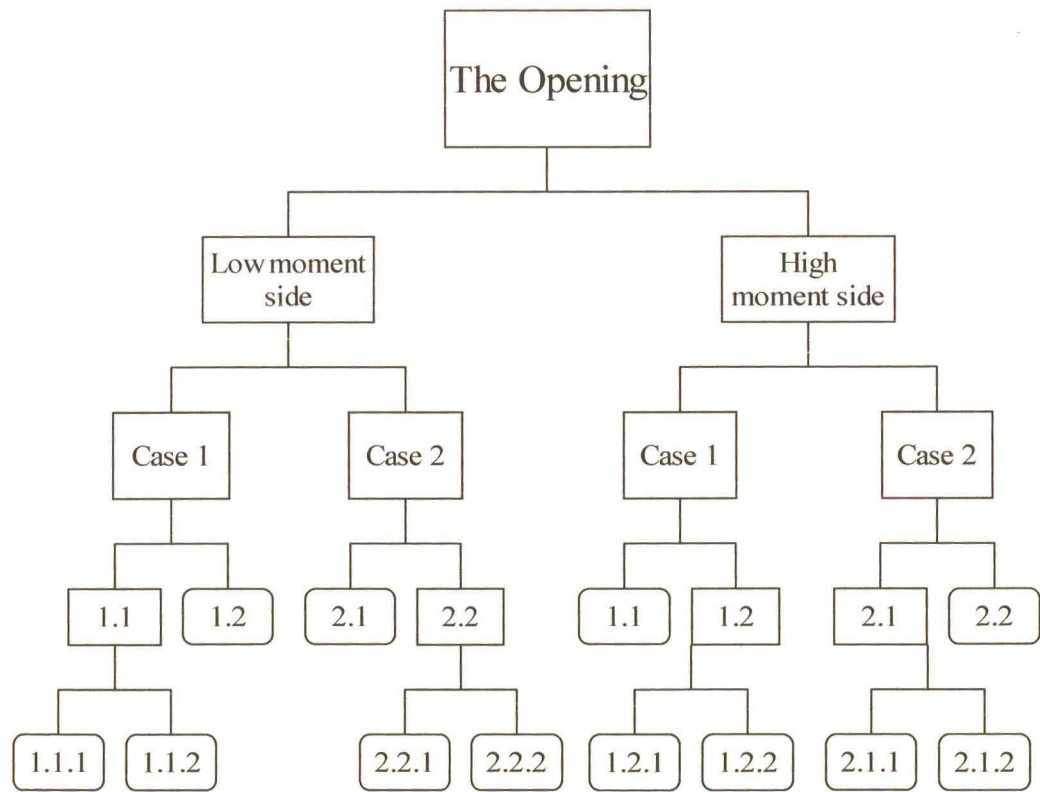 The Opening
Low moment
side
High
moment side
Case 1
Case 2
Case 1
Case 2
1.1
1.2
2.1
2.2
1.1
1.2
2.1
2.2
1.1.1
1.1.2
2.2.1
2.2.2
1.2.1
1.2.2
2.1.1
2.1.2